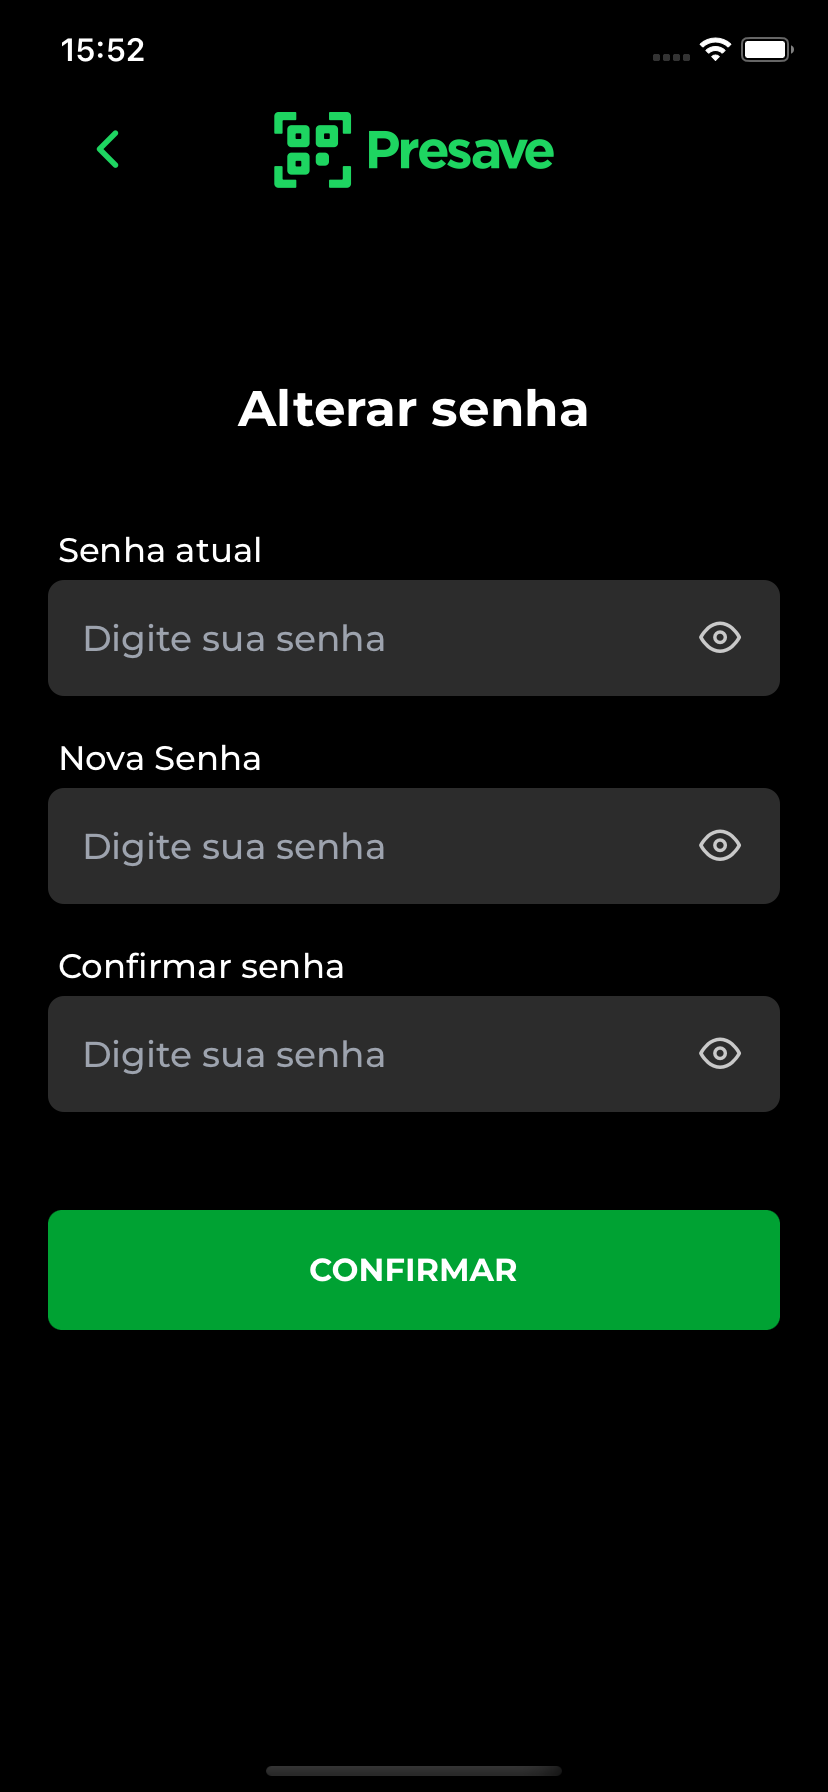 15:52
Presave
Alterar senha
Senha atual
Digite sua senha
Nova Senha
Digite sua senha
Confirmar senha
Digite sua senha
CONFIRMAR